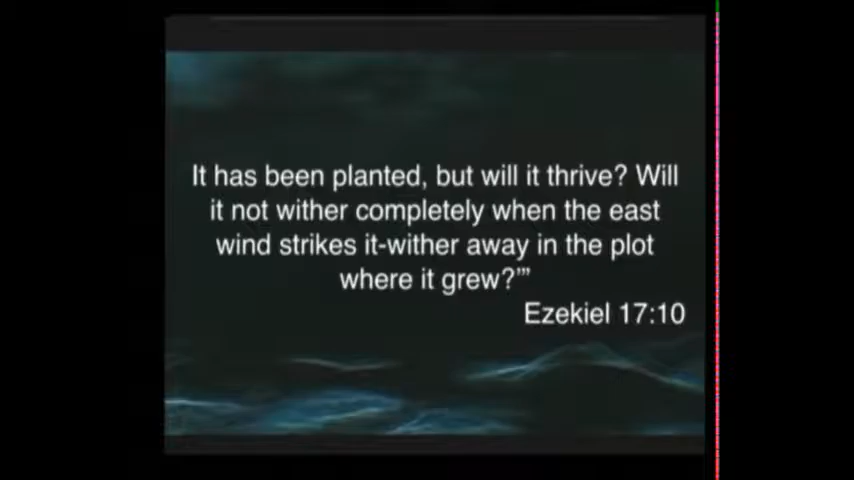 It has been planted, but will it thrive? Will
it not wither completely when the east
wind strikes it-wither away in the plot
where it grew?’”
Ezekiel 17:10